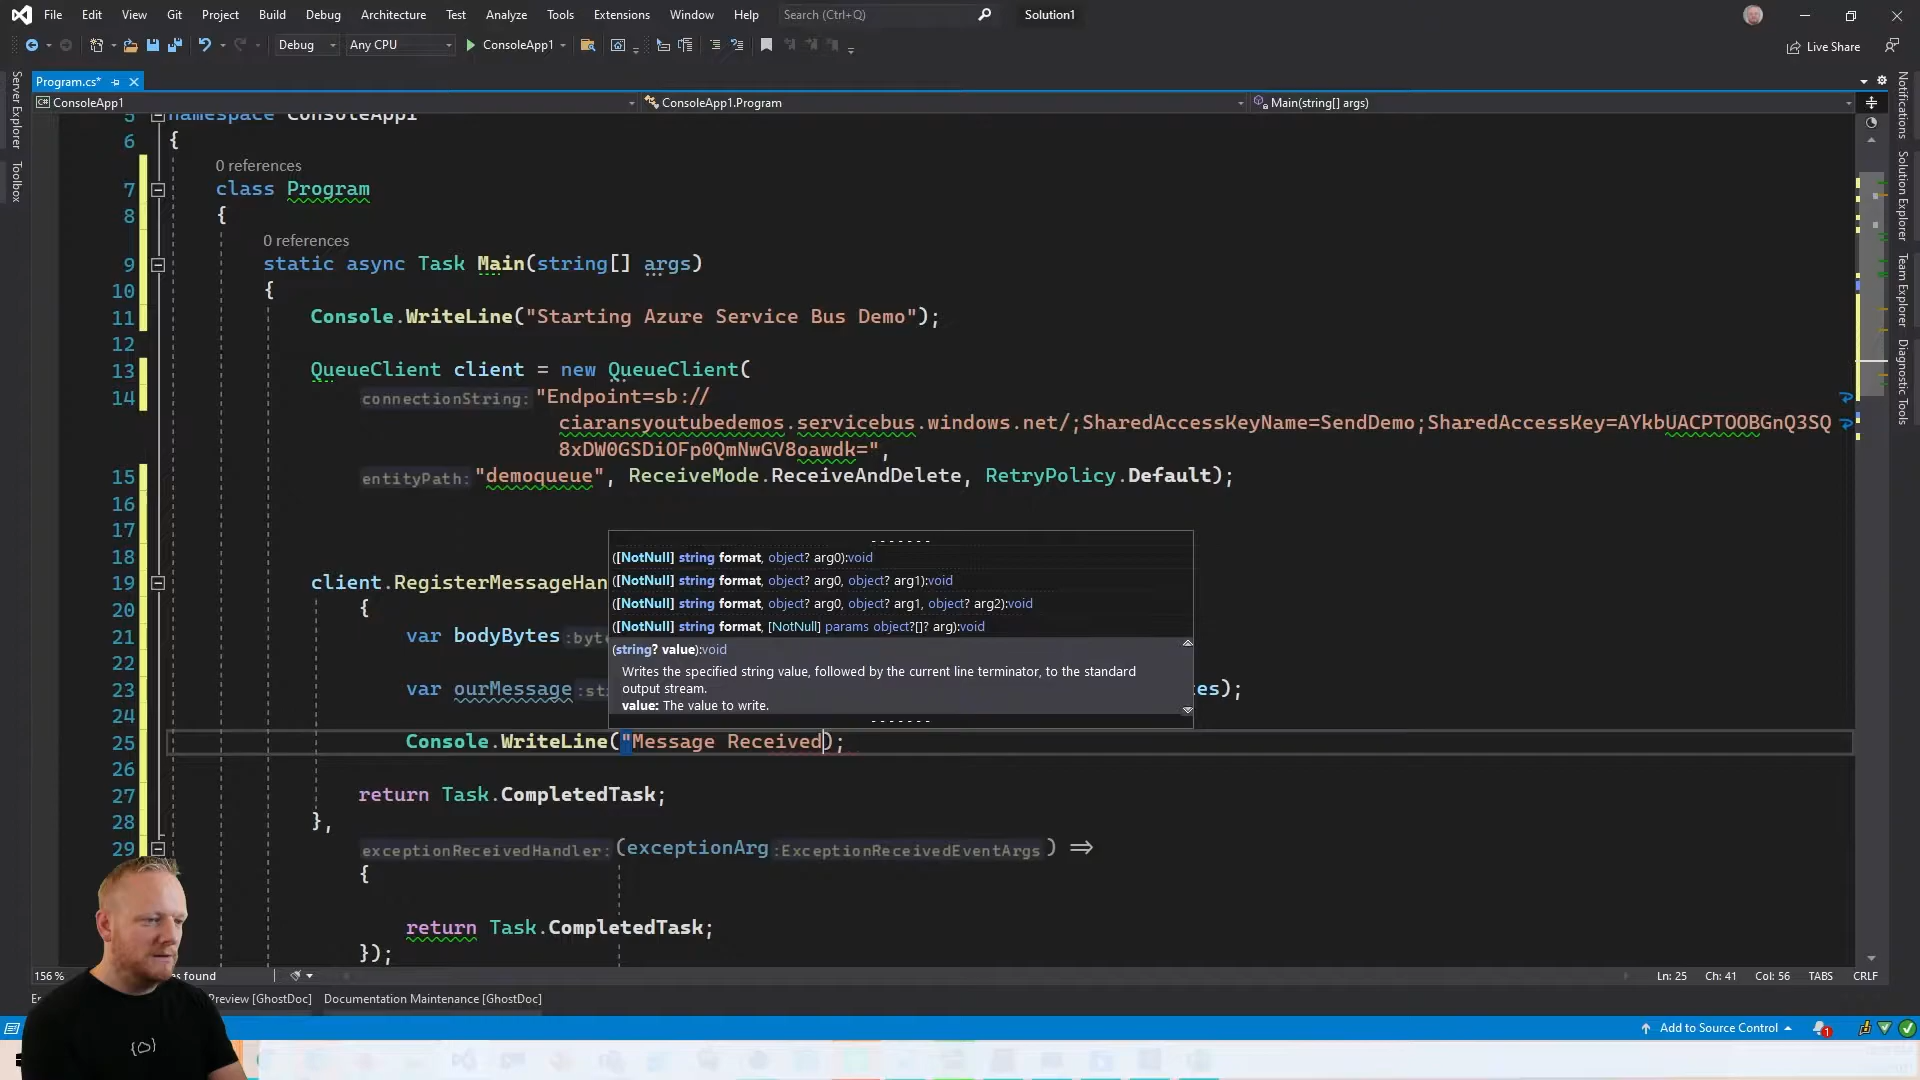 File Edit View Git Project Build Debug Architecture Test Analyze Tools Extensions Window Help Search (Ctrl+Q) Solution1
Debug Any CPU ConsoleApp1 Live Share
Program.cs*
ConsoleApp1 ConsoleApp1.Program Main(string[] args)
Server Explorer
Toolbox
Notifications
Solution Explorer
Team Explorer
Diagnostic Tools
5 namespace ConsoleApp1
6 {
0 references
7 class Program
8 {
0 references
9 static async Task Main(string[] args)
10 {
11 Console.WriteLine("Starting Azure Service Bus Demo");
12
13 QueueClient client = new QueueClient(
14 connectionString: "Endpoint=sb://
ciaransyoutubedemos.servicebus.windows.net/;SharedAccessKeyName=SendDemo;SharedAccessKey=AYkbUACPTOOBGnQ3SQ
8xDW0GSDiOFp0QmNwGV8oawdk=",
15 entityPath: "demoqueue", ReceiveMode.ReceiveAndDelete, RetryPolicy.Default);
16
17
18
19 client.RegisterMessageHan
20 {
21 var bodyBytes :byte
22
23 var ourMessage :st es);
24
25 Console.WriteLine("Message Received);
26
27 return Task.CompletedTask;
28 },
29 exceptionReceivedHandler: (exceptionArg :ExceptionReceivedEventArgs ) =>
{
return Task.CompletedTask;
});
([NotNull] string format, object? arg0):void
([NotNull] string format, object? arg0, object? arg1):void
([NotNull] string format, object? arg0, object? arg1, object? arg2):void
([NotNull] string format, [NotNull] params object?[]? arg):void
(string? value):void
Writes the specified string value, followed by the current line terminator, to the standard
output stream.
value: The value to write.
156 % es found Ln: 25 Ch: 41 Col: 56 TABS CRLF
Preview [GhostDoc] Documentation Maintenance [GhostDoc]
Add to Source Control 1
{O}